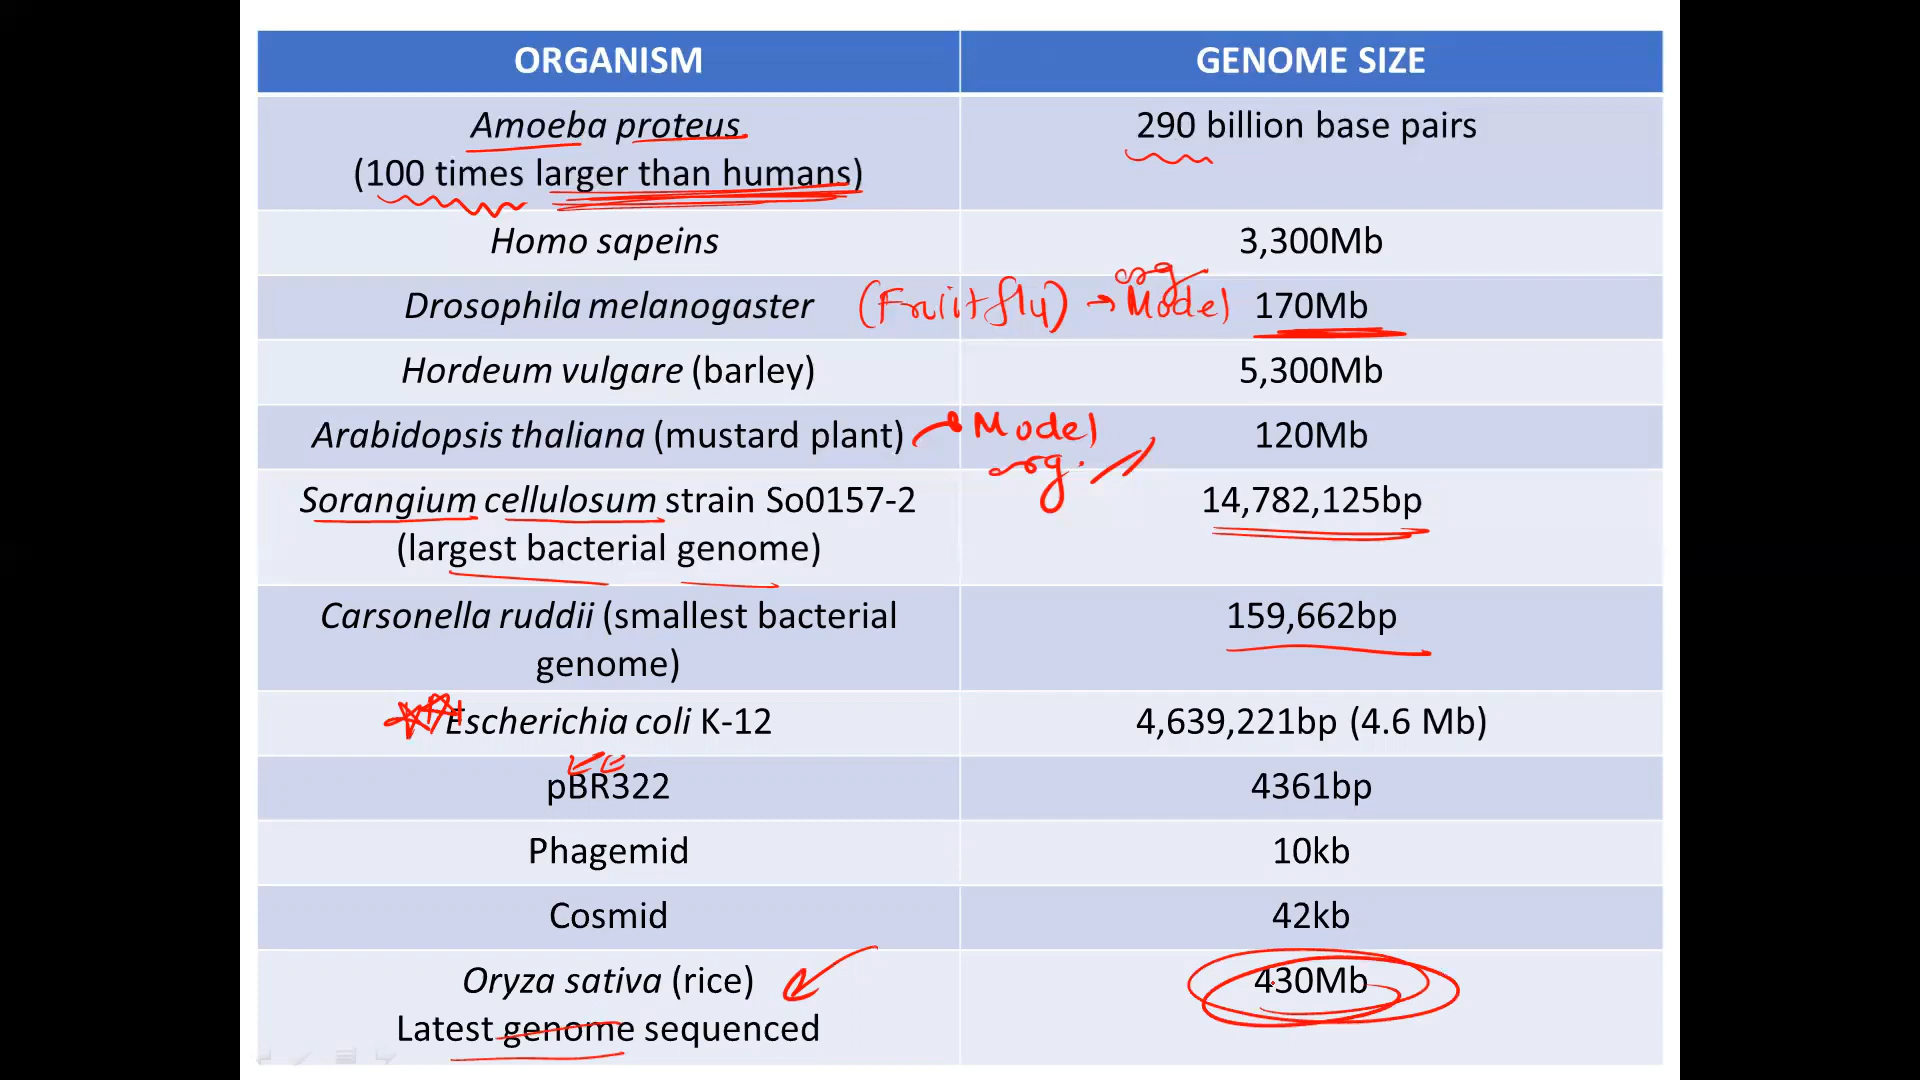 ORGANISM GENOME SIZE
Amoeba proteus 290 billion base pairs
(100 times larger than humans)
Homo sapeins 3,300Mb
org
Drosophila melanogaster (Fruitfly) → Model 170Mb
Hordeum vulgare (barley) 5,300Mb
Arabidopsis thaliana (mustard plant) → Model 120Mb
org.
Sorangium cellulosum strain So0157-2 14,782,125bp
(largest bacterial genome)
Carsonella ruddii (smallest bacterial 159,662bp
genome)
Escherichia coli K-12 4,639,221bp (4.6 Mb)
pBR322 4361bp
Phagemid 10kb
Cosmid 42kb
Oryza sativa (rice) 430Mb
Latest genome sequenced